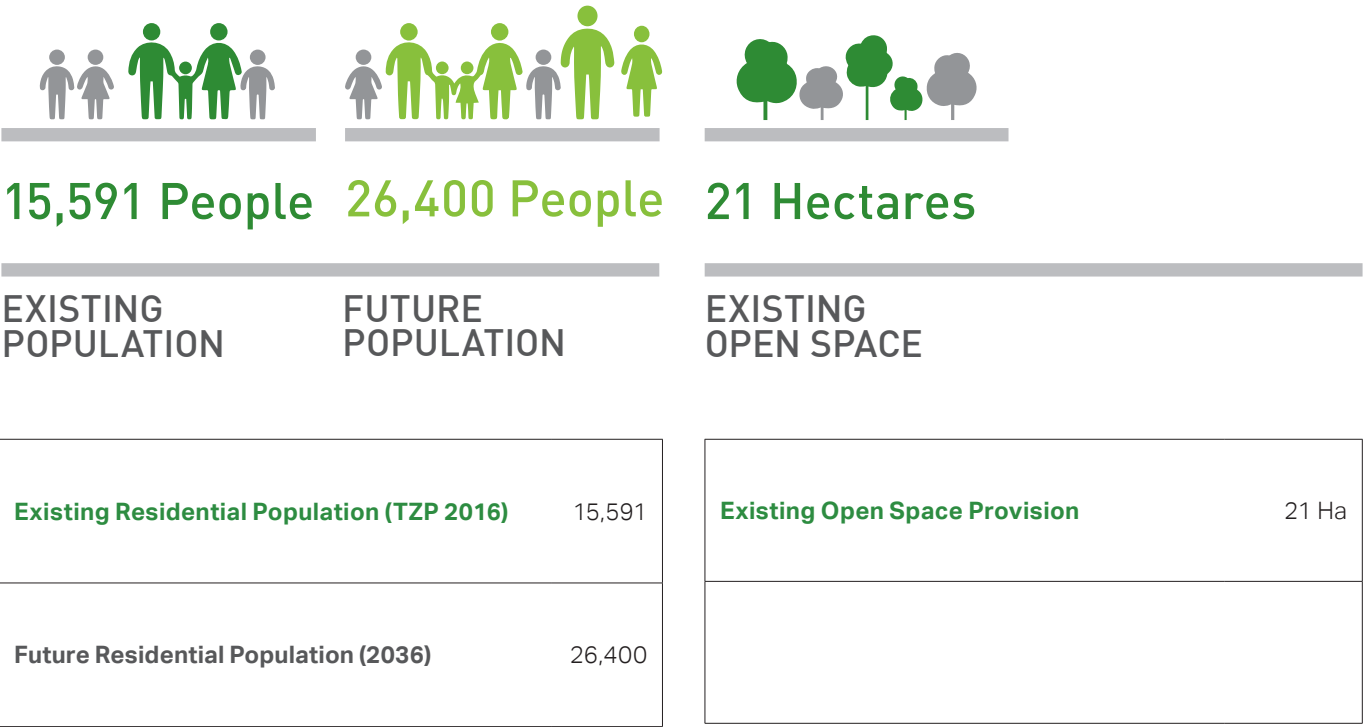 15,591 People
26,400 People
21 Hectares
EXISTING
POPULATION
FUTURE
POPULATION
EXISTING
OPEN SPACE
Existing Residential Population (TZP 2016) 15,591
Future Residential Population (2036) 26,400
Existing Open Space Provision 21 Ha